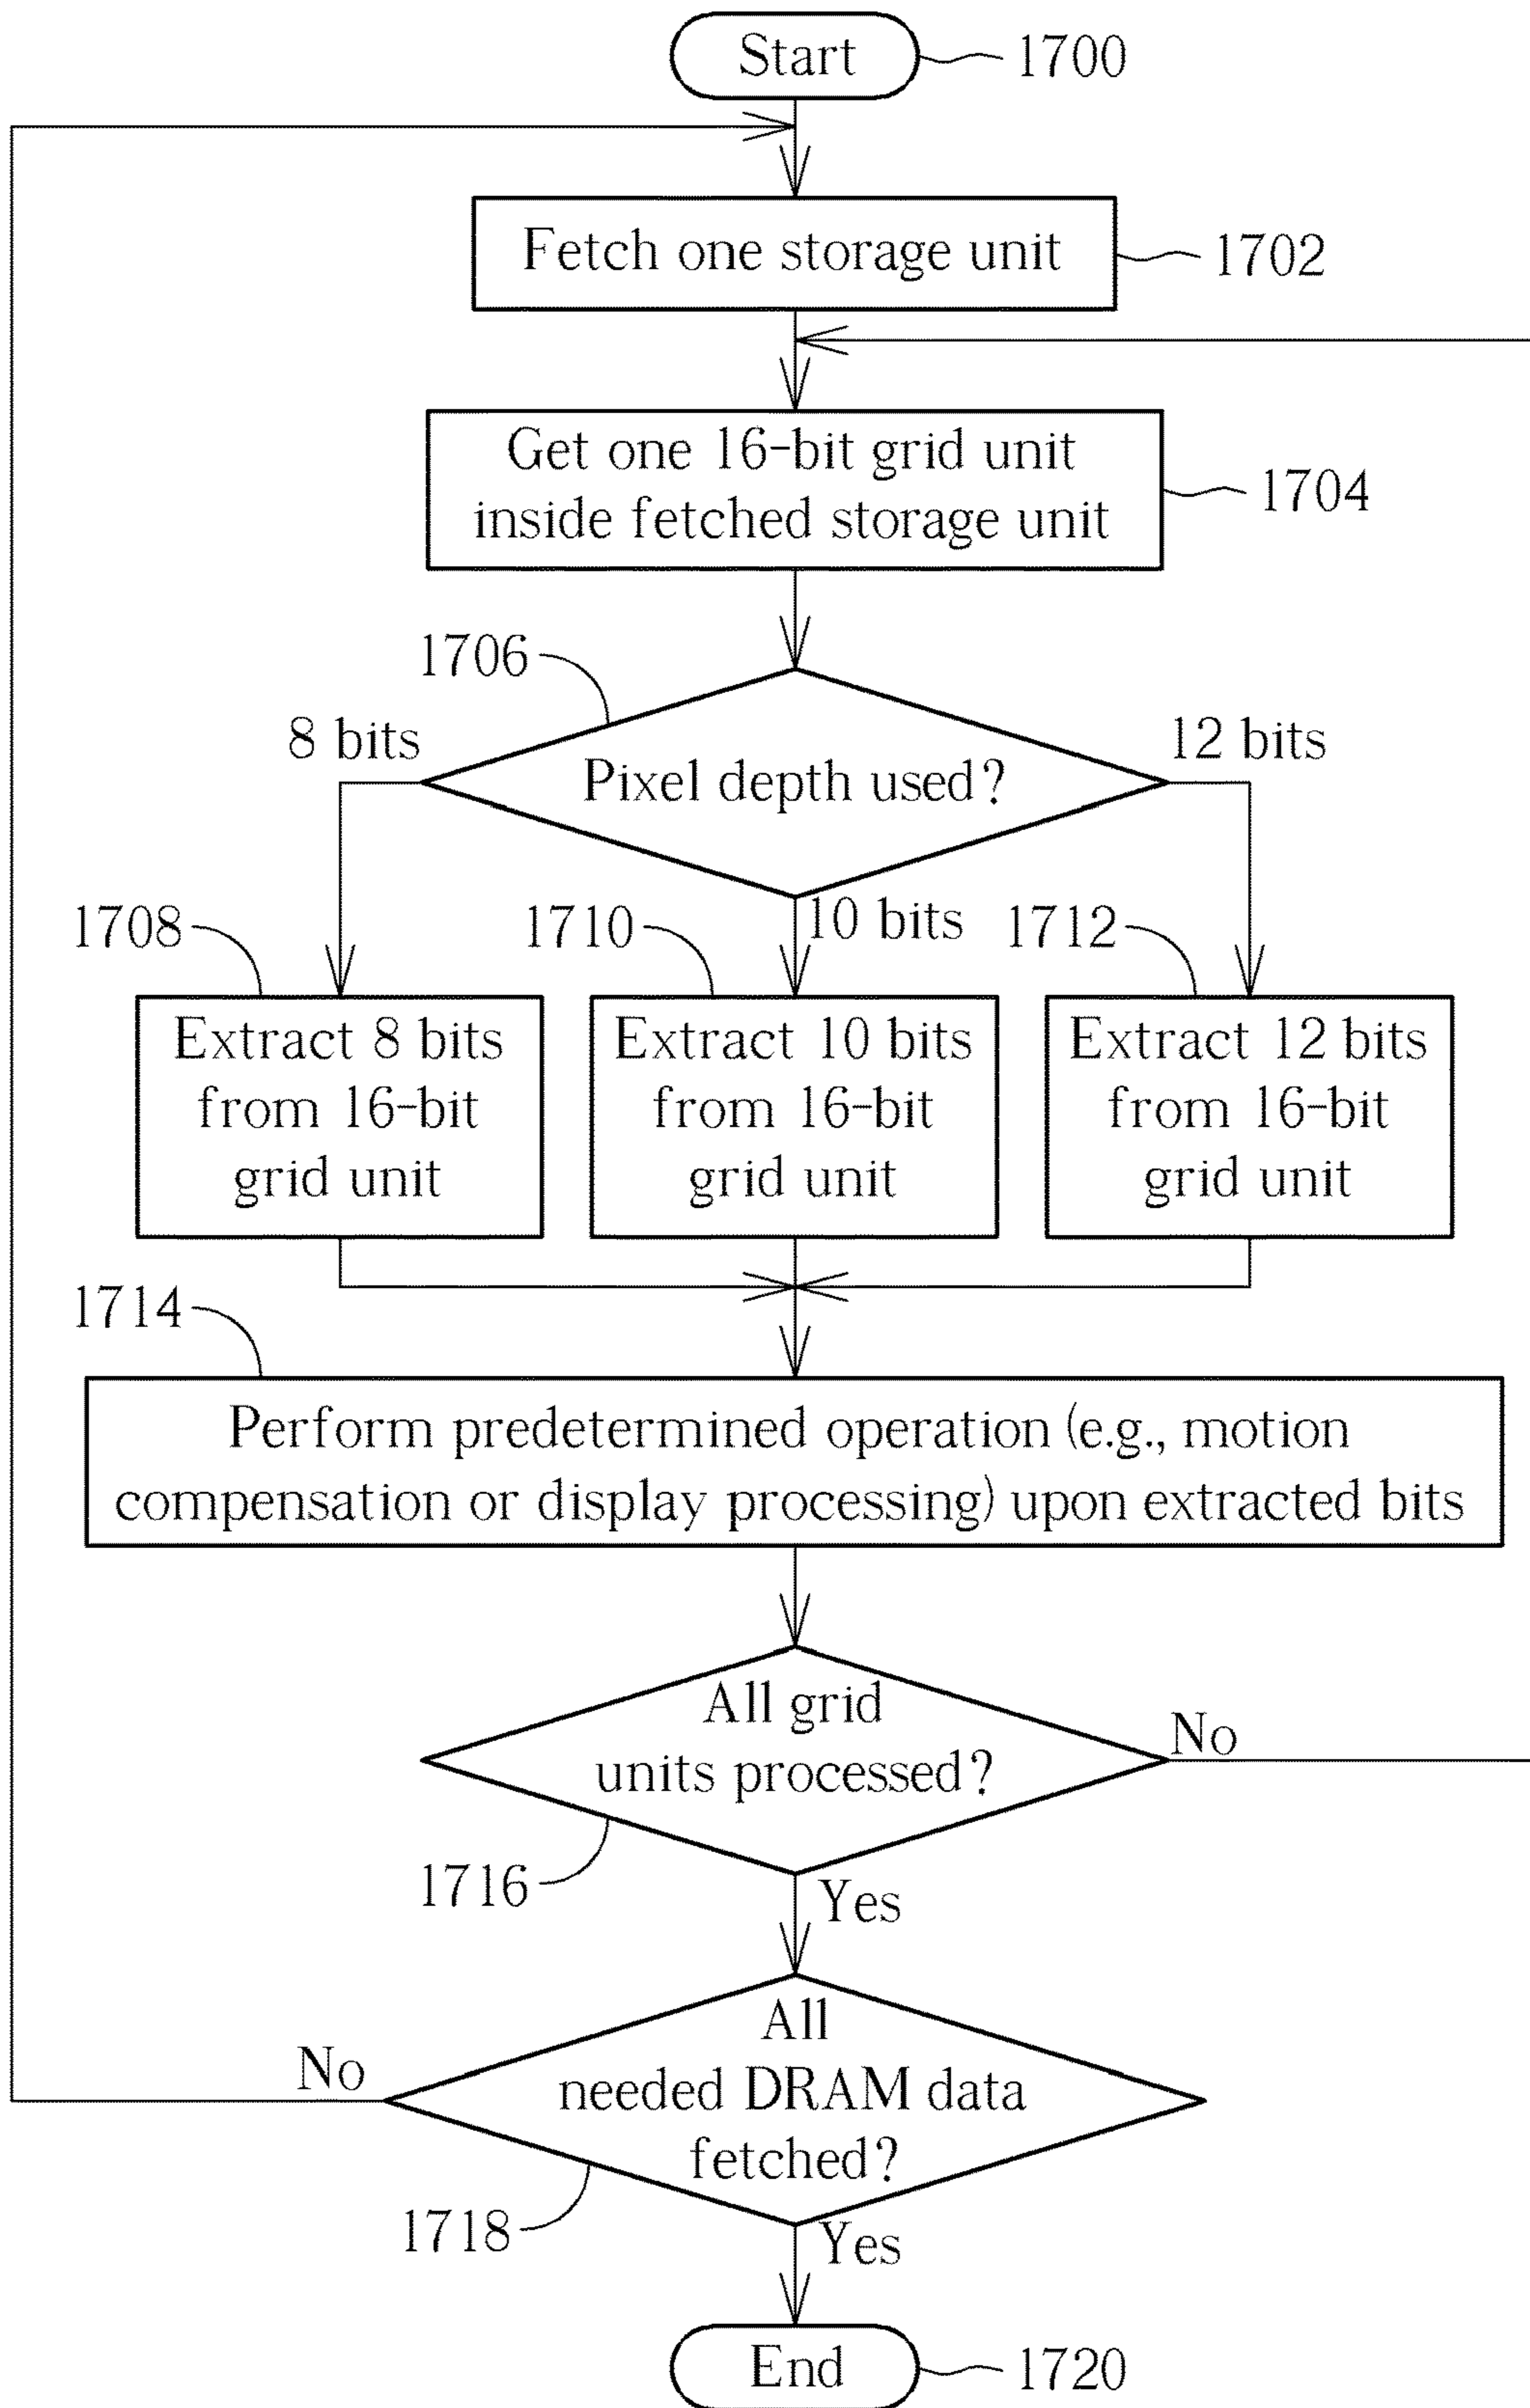 Start
1700
Fetch one storage unit
1702
Get one 16-bit grid unit
inside fetched storage unit
1704
1706
8 bits
12 bits
Pixel depth used?
10 bits
1708
1710
1712
Extract 8 bits
from 16-bit
grid unit
Extract 10 bits
from 16-bit
grid unit
Extract 12 bits
from 16-bit
grid unit
1714
Perform predetermined operation (e.g., motion
compensation or display processing) upon extracted bits
All grid
units processed?
No
1716
Yes
All
needed DRAM data
fetched?
No
1718
Yes
End
1720